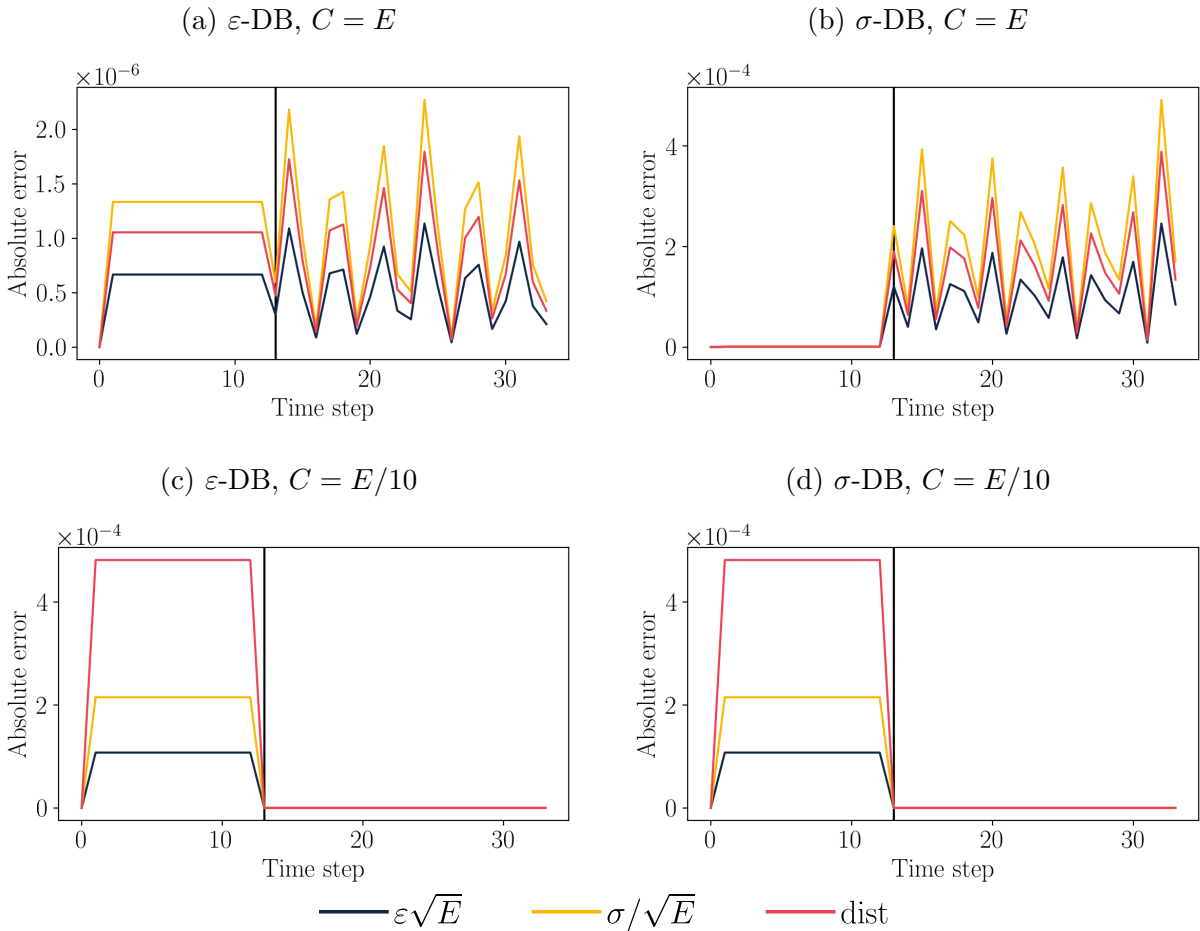 (a) ε-DB, C = E
×10⁻⁶
Absolute error
2.0
1.5
1.0
0.5
0.0
0
10
20
30
Time step
(b) σ-DB, C = E
×10⁻⁴
Absolute error
4
2
0
0
10
20
30
Time step
(c) ε-DB, C = E/10
×10⁻⁴
Absolute error
4
2
0
0
10
20
30
Time step
(d) σ-DB, C = E/10
×10⁻⁴
Absolute error
4
2
0
0
10
20
30
Time step
ε√E
σ/√E
dist